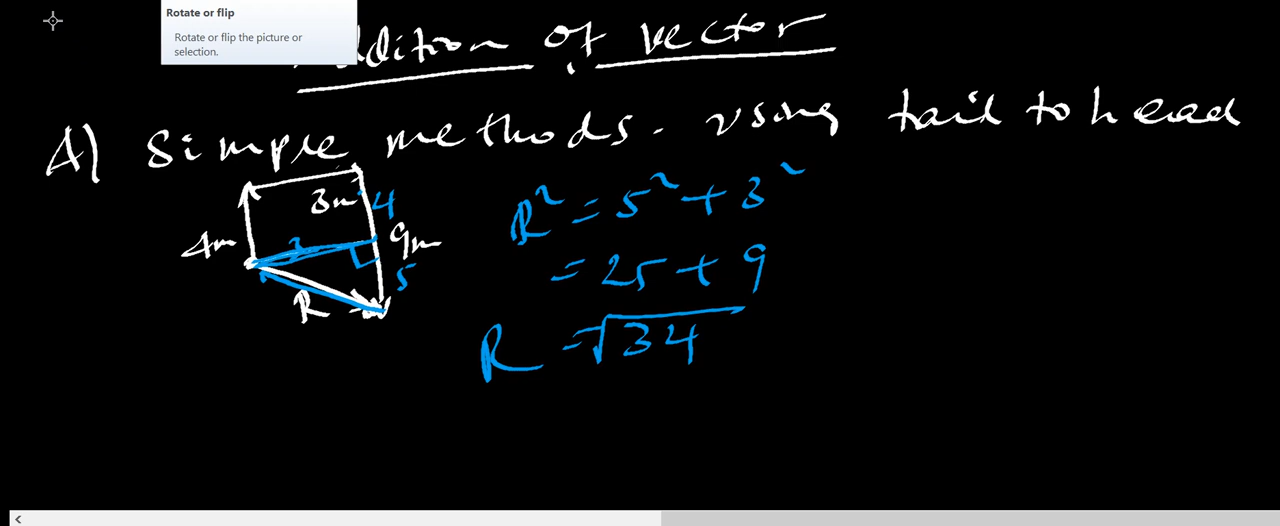 Rotate or flip
Rotate or flip the picture or
selection.
ddition of vector
A) Simple methods. using tail to head
3m 4
4m 3 9m
5
R
R² = 5² + 3²
= 25 + 9
R = √34